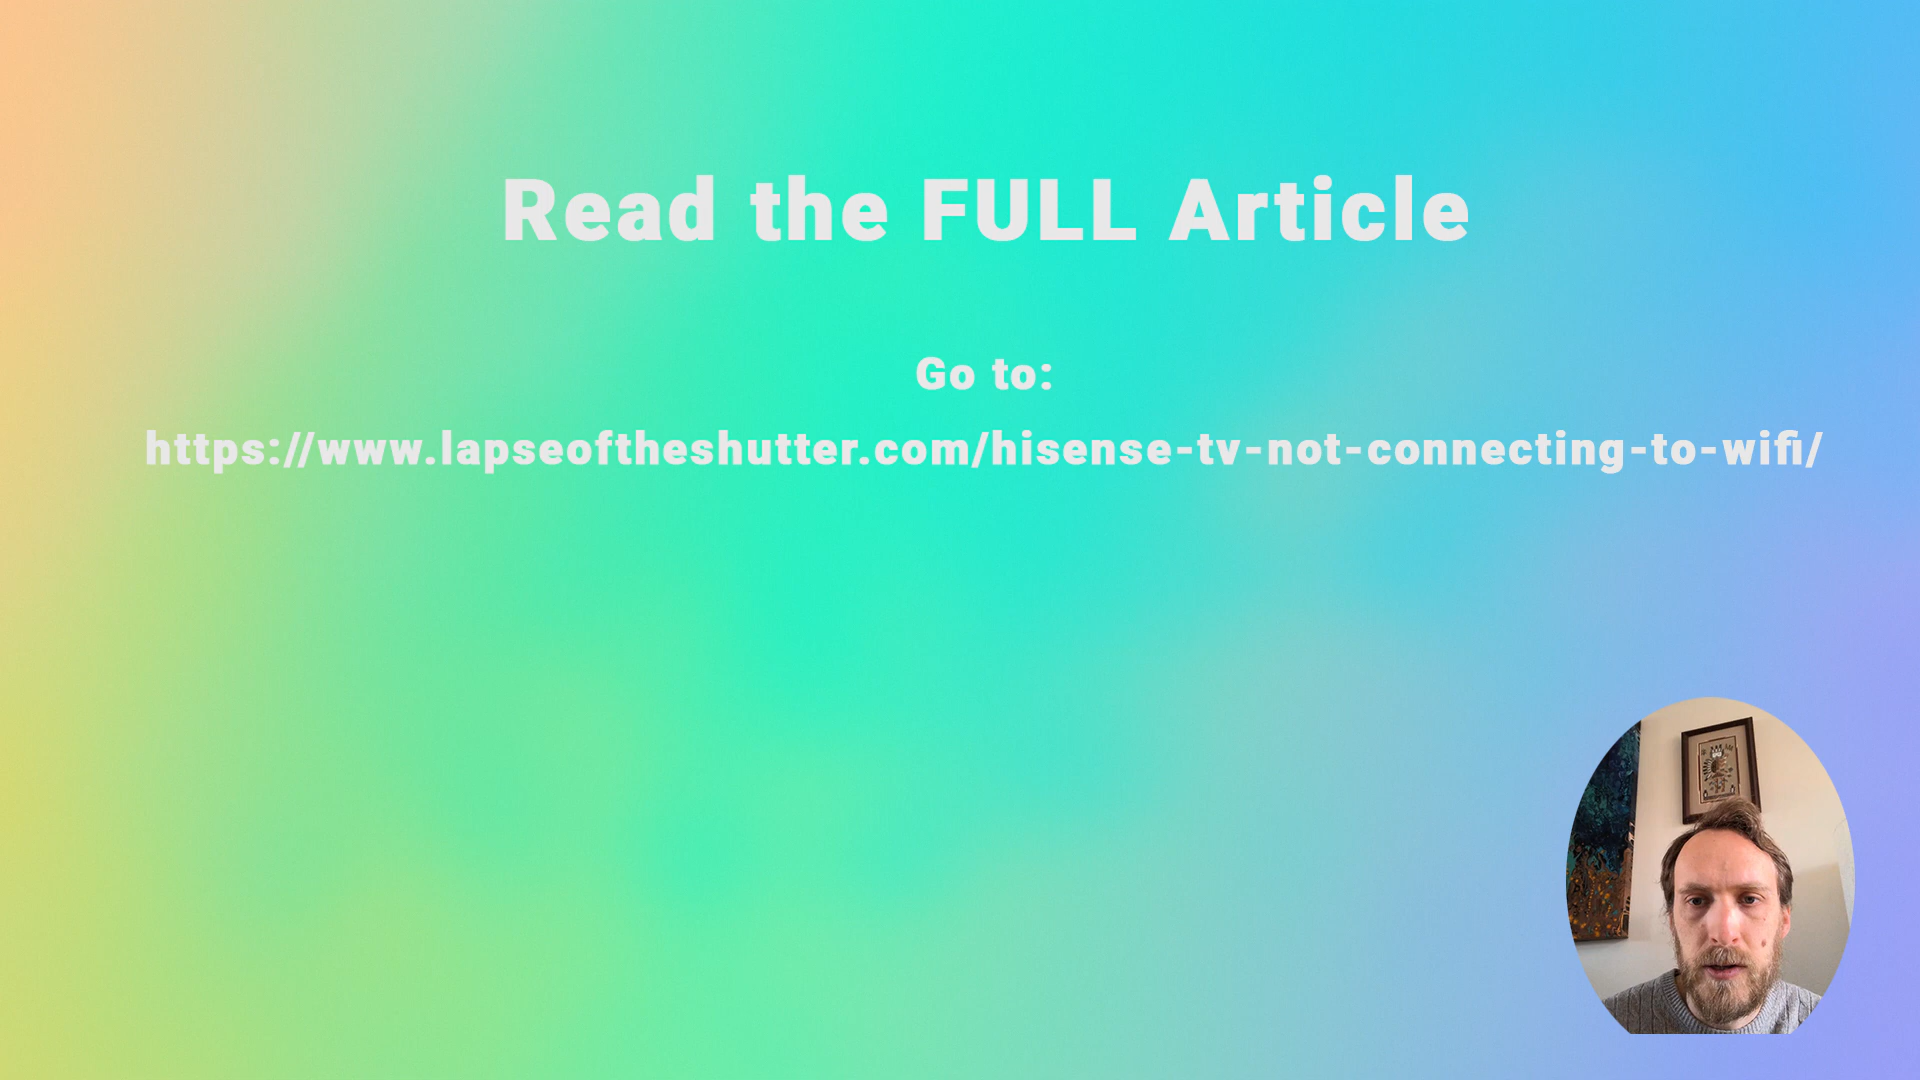 Read the FULL Article
Go to:
https://www.lapseoftheshutter.com/hisense-tv-not-connecting-to-wifi/